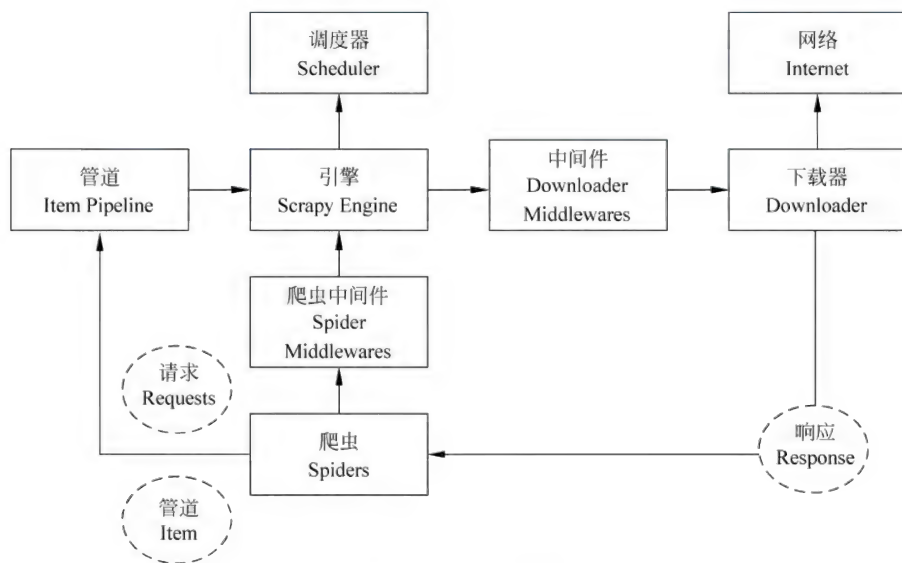 调度器
Scheduler
网络
Internet
管道
Item Pipeline
引擎
Scrapy Engine
中间件
Downloader
Middlewares
下载器
Downloader
爬虫中间件
Spider
Middlewares
请求
Requests
爬虫
Spiders
响应
Response
管道
Item